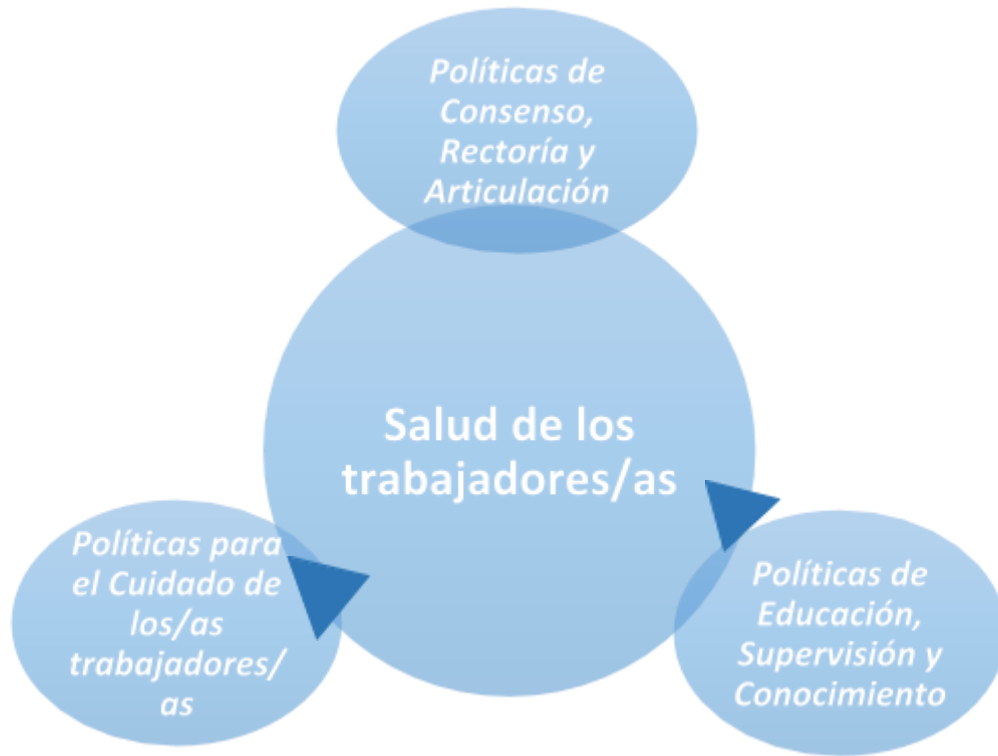 Políticas de
Consenso,
Rectoría y
Articulación
Salud de los
trabajadores/as
Políticas para
el Cuidado de
los/as
trabajadores/
as
Políticas de
Educación,
Supervisión y
Conocimiento